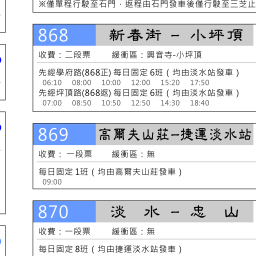 ※僅單程行駛至石門，返程由石門發車後僅行駛至三芝止
868 新春街 - 小坪頂
收費：二段票 緩衝區：興音寺-小坪頂
先經學府路(868正)每日固定6班（均由淡水站發車）
06:10 08:00 10:00 12:00 15:20 17:50
先經坪頂路(868返)每日固定6班（均由淡水站發車）
07:00 08:50 10:50 12:50 14:30 18:40
869 高爾夫山莊-捷運淡水站
收費： 一段票 緩衝區：無
每日固定1班（均由高爾夫山莊發車）
09:00
870 淡 水 - 忠 山
收費：一段票 緩衝區：無
每日固定8班（均由捷運淡水站發車）